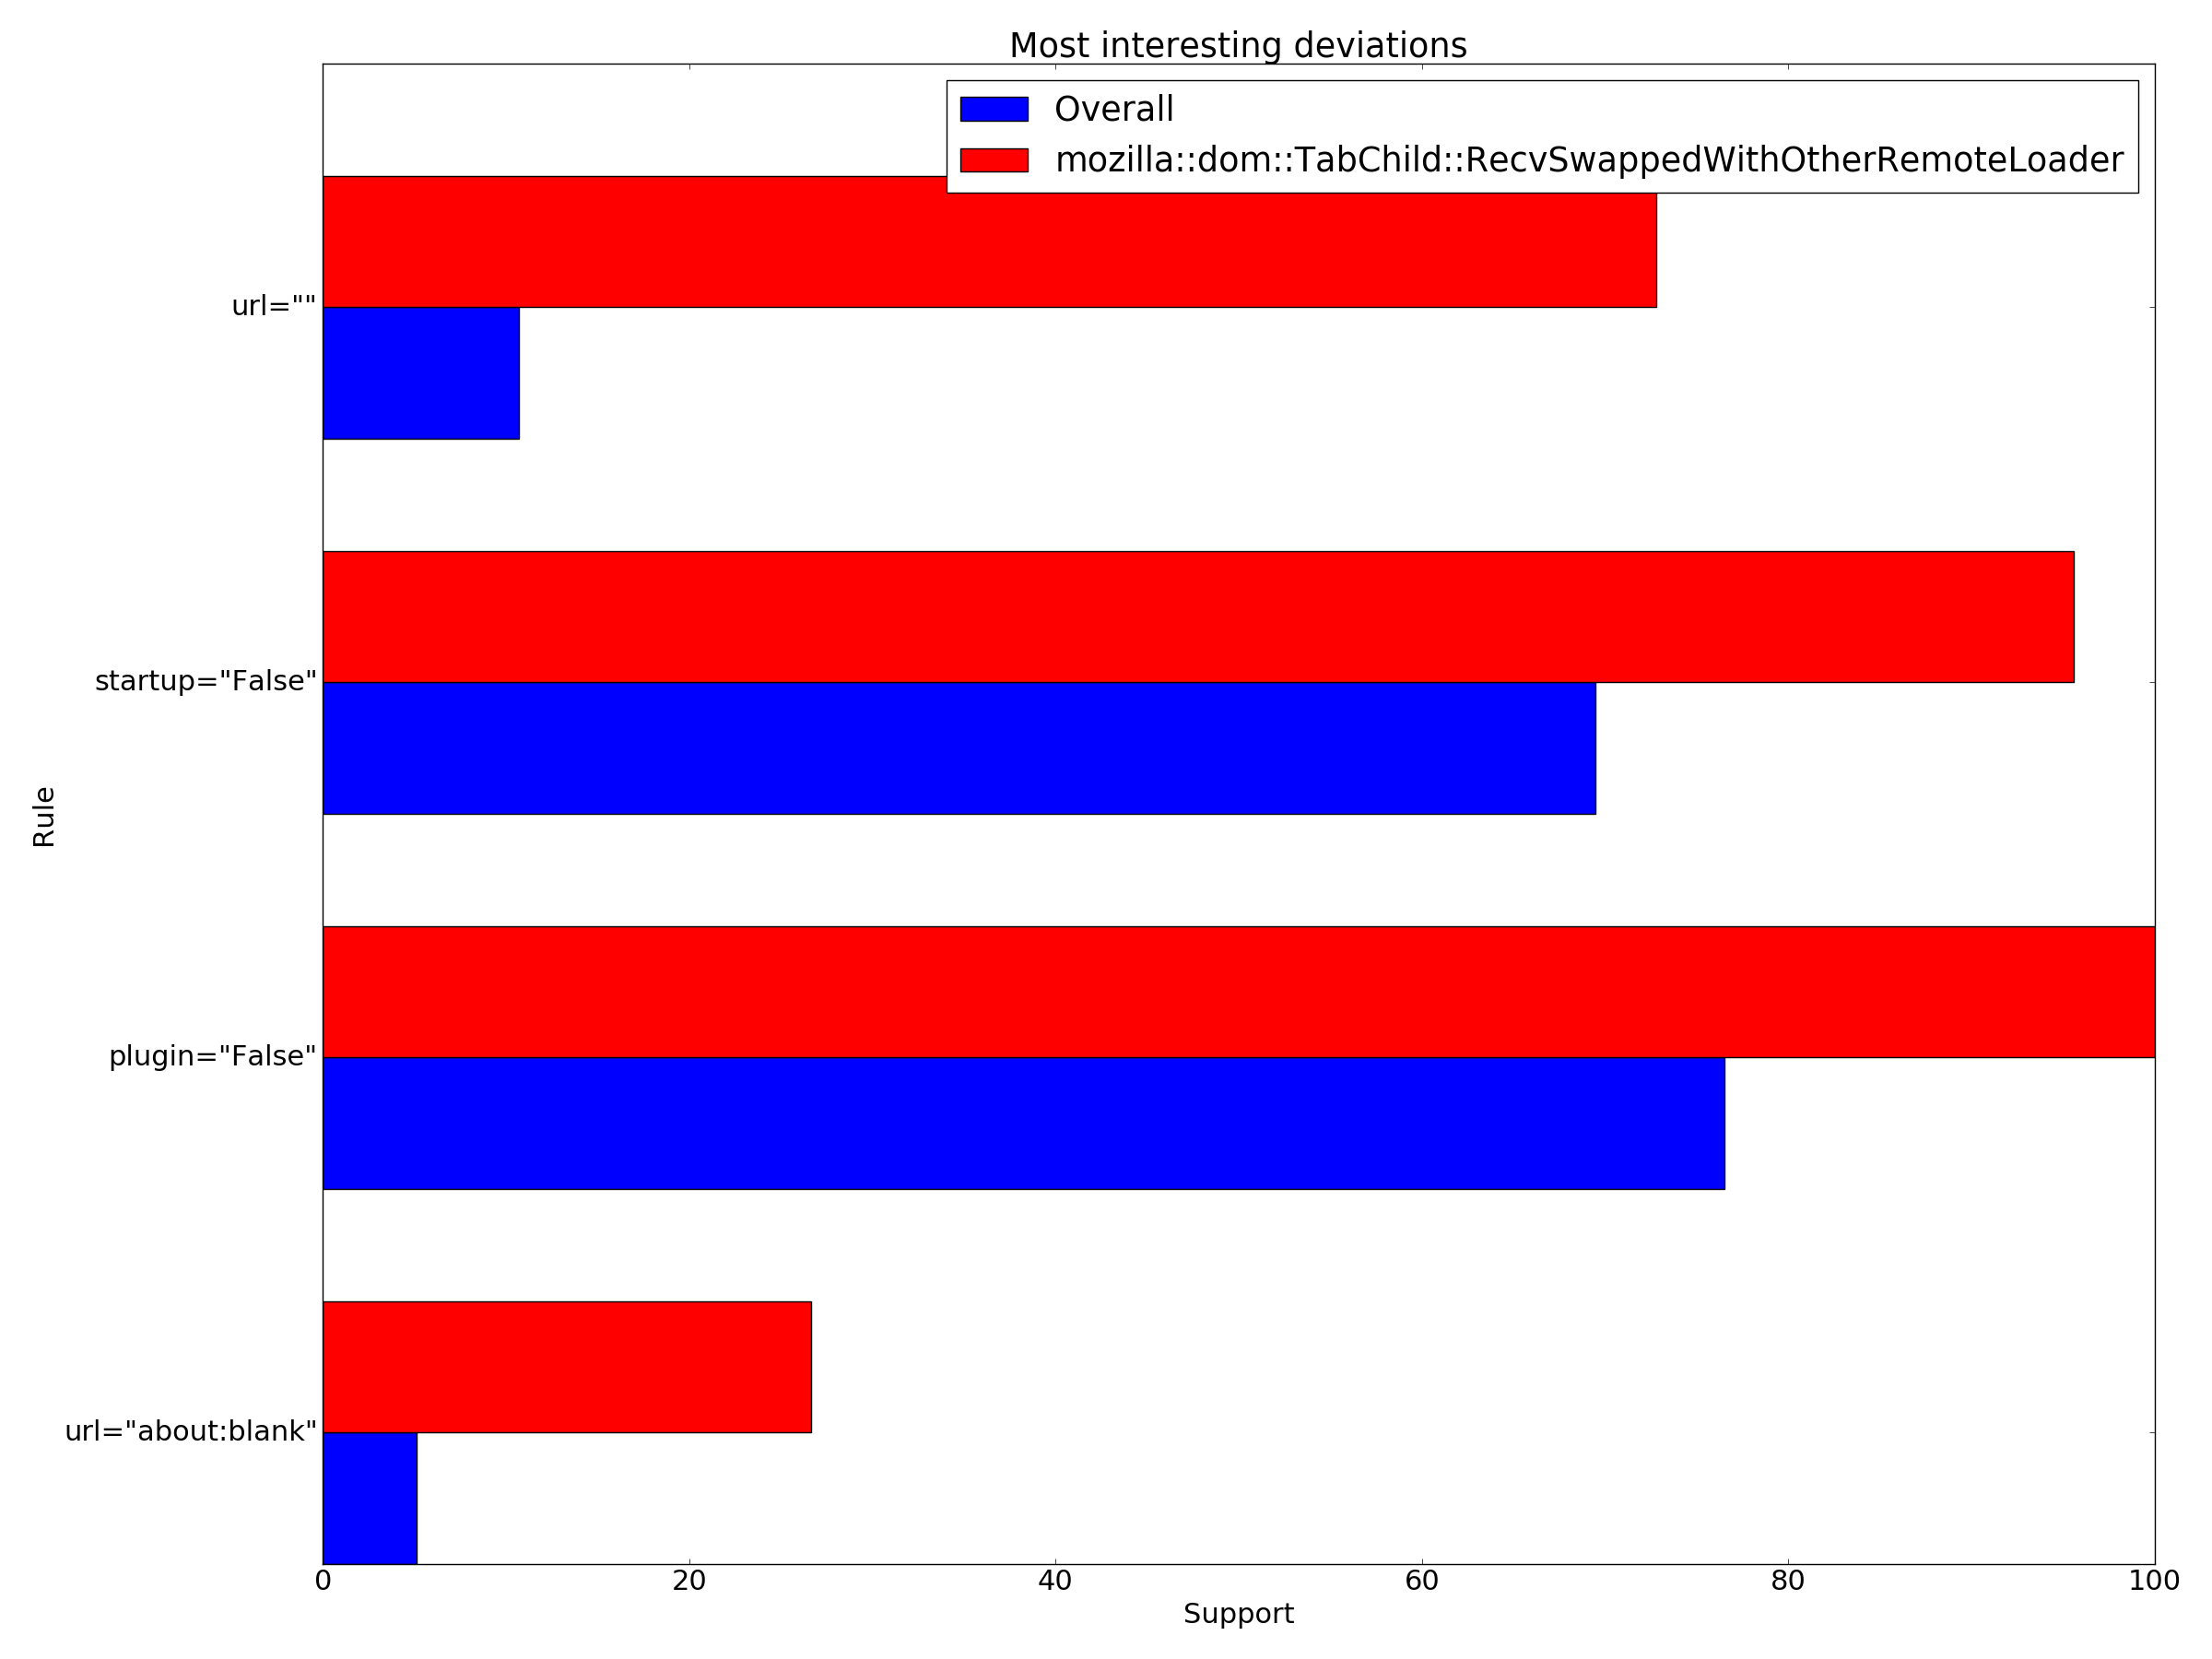 Most interesting deviations
Overall
mozilla::dom::TabChild::RecvSwappedWithOtherRemoteLoader
url=""
startup="False"
Rule
plugin="False"
url="about:blank"
0 20 40 60 80 100
Support